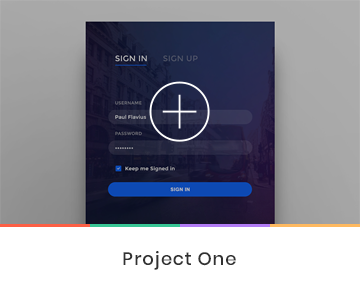 SIGN IN SIGN UP
USERNAME
Paul Flavius
PASSWORD
••••••••
Keep me Signed in
SIGN IN
Project One